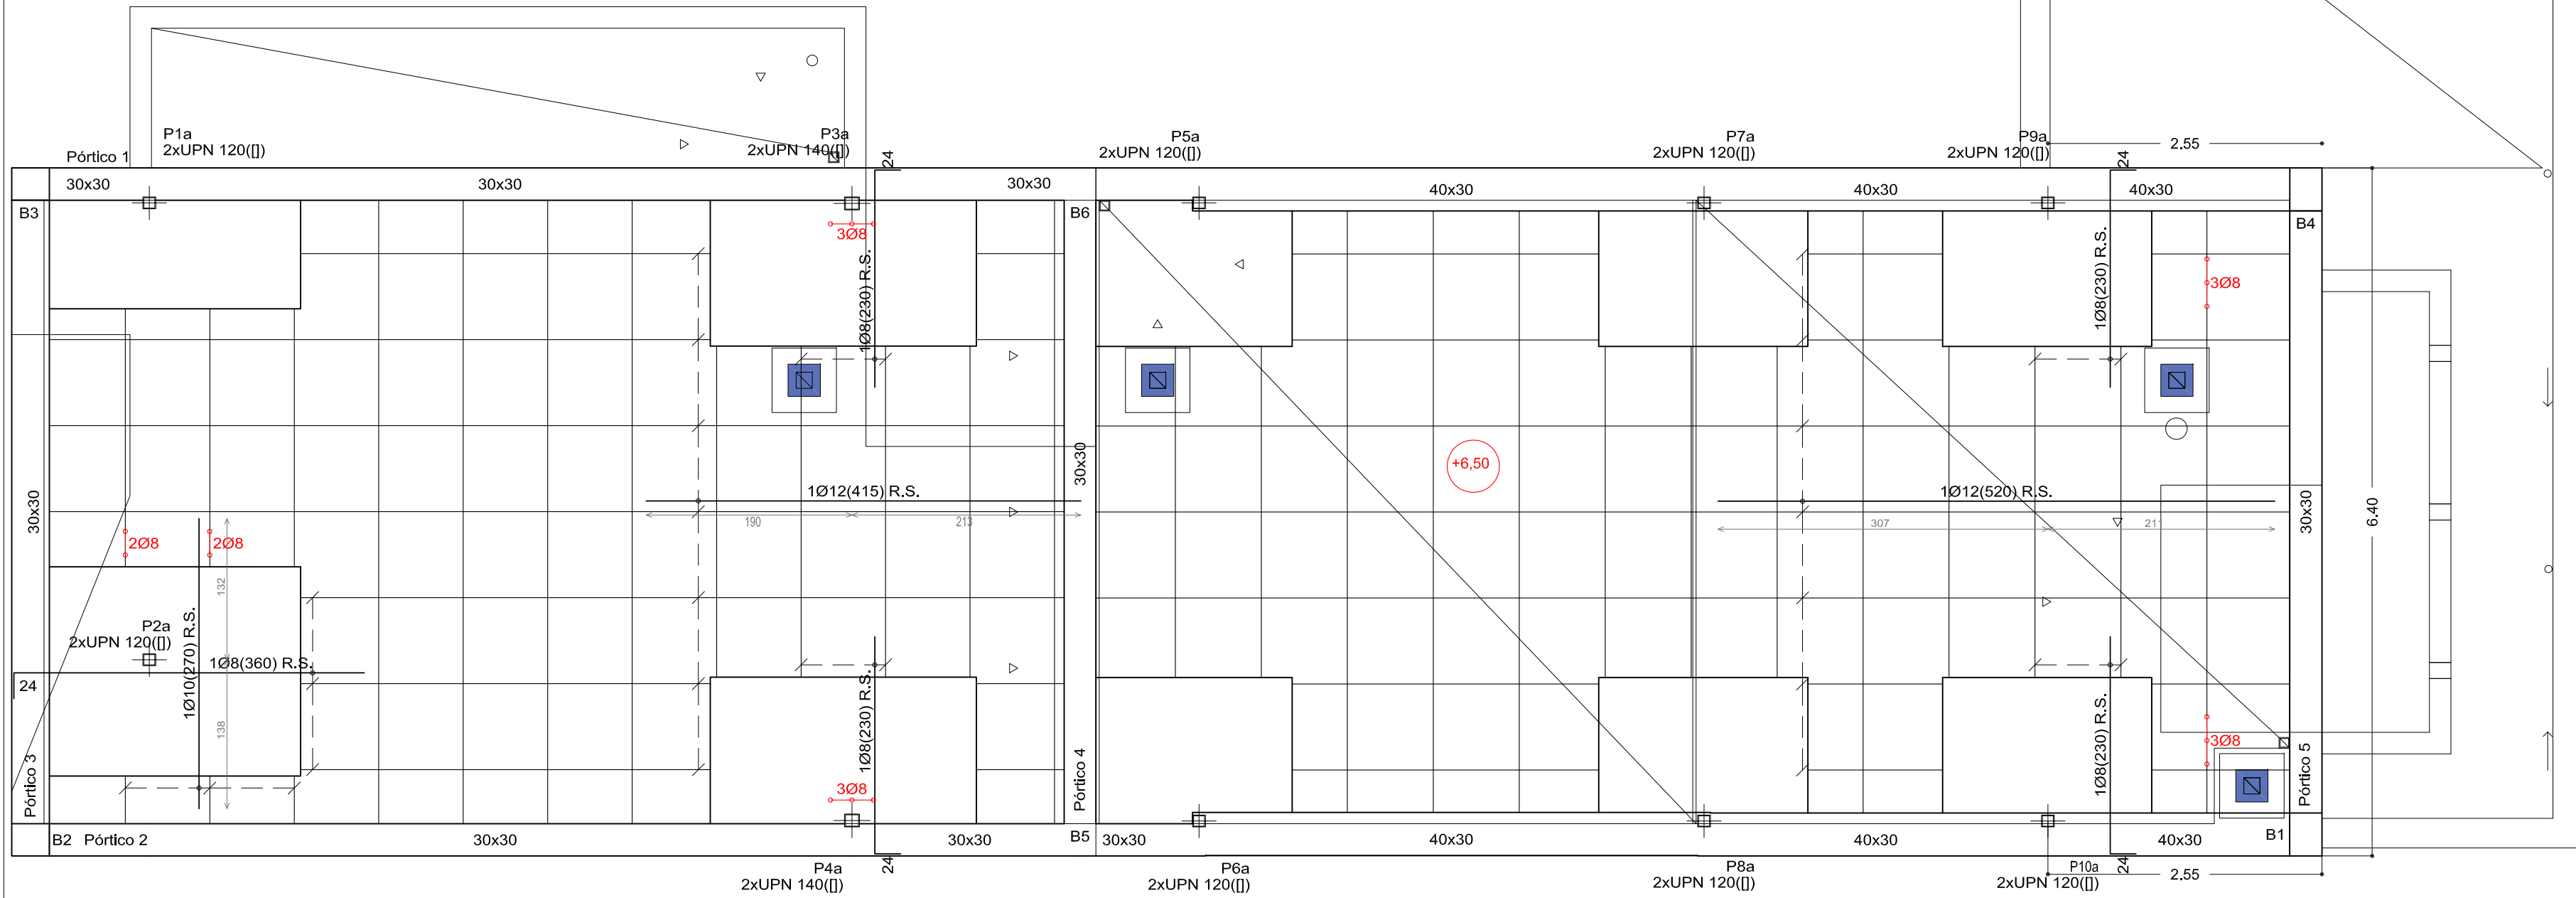 P1a
2xUPN 120([])
P3a
2xUPN 140([])
P5a
2xUPN 120([])
P7a
2xUPN 120([])
P9a
2xUPN 120([])
2.55
Pórtico 1
24
24
30x30
30x30
30x30
40x30
40x30
40x30
B3
B6
B4
3Ø8
1Ø8(230) R.S.
1Ø8(230) R.S.
3Ø8
30x30
+6,50
1Ø12(415) R.S.
190
213
1Ø12(520) R.S.
307
211
30x30
30x30
6.40
2Ø8
2Ø8
132
P2a
2xUPN 120([])
1Ø10(270) R.S.
1Ø8(360) R.S.
24
138
1Ø8(230) R.S.
1Ø8(230) R.S.
3Ø8
3Ø8
Pórtico 3
Pórtico 4
Pórtico 5
B2
Pórtico 2
30x30
30x30
B5
30x30
40x30
40x30
40x30
B1
24
24
P4a
2xUPN 140([])
P6a
2xUPN 120([])
P8a
2xUPN 120([])
P10a
2xUPN 120([])
2.55